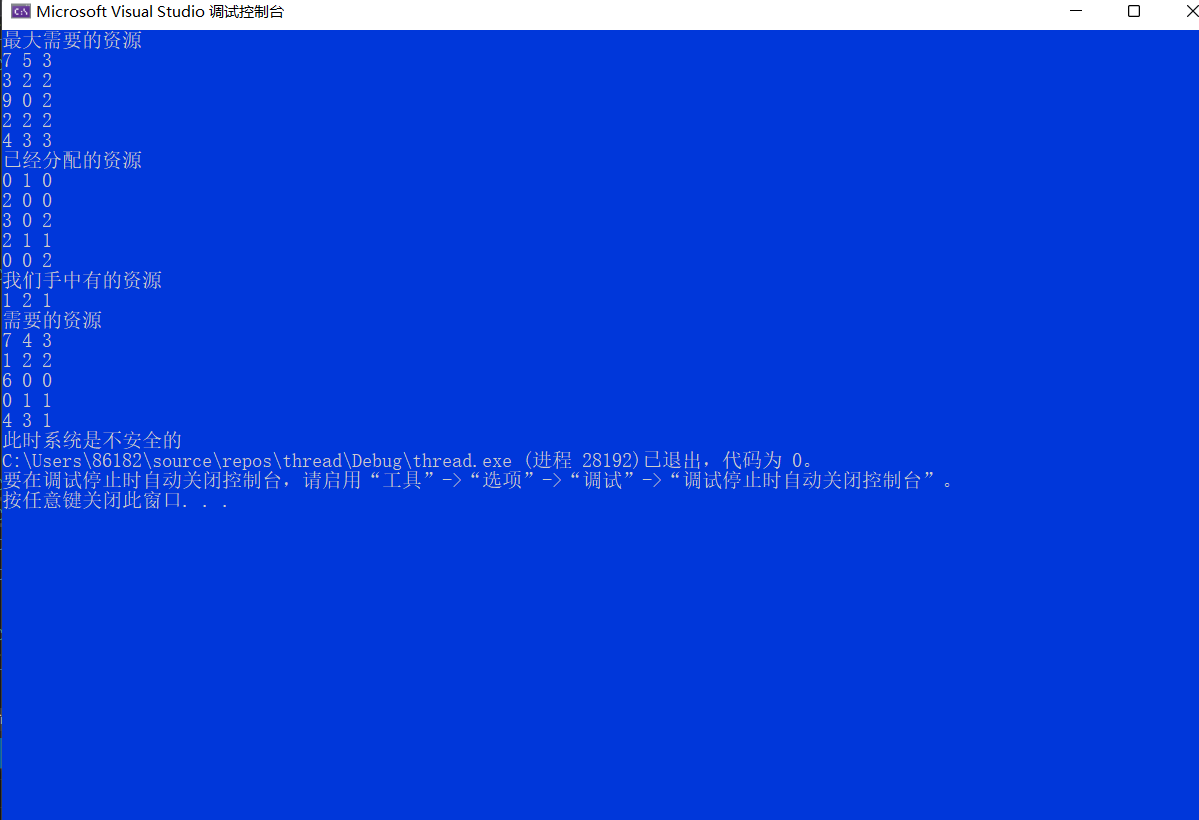 Microsoft Visual Studio 调试控制台
最大需要的资源
7 5 3
3 2 2
9 0 2
2 2 2
4 3 3
已经分配的资源
0 1 0
2 0 0
3 0 2
2 1 1
0 0 2
我们手中有的资源
1 2 1
需要的资源
7 4 3
1 2 2
6 0 0
0 1 1
4 3 1
此时系统是不安全的
C:\Users\86182\source\repos\thread\Debug\thread.exe (进程 28192)已退出，代码为 0。
要在调试停止时自动关闭控制台，请启用“工具”->“选项”->“调试”->“调试停止时自动关闭控制台”。
按任意键关闭此窗口. . .